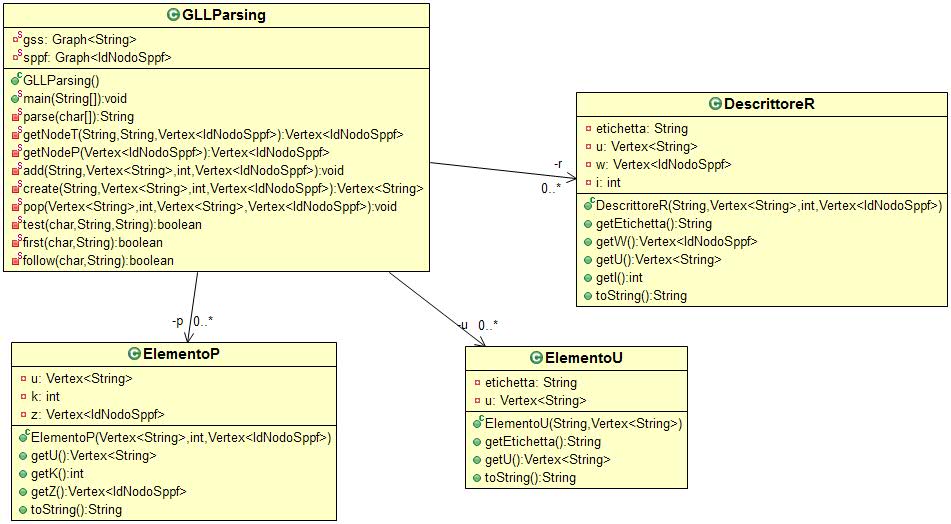 GLLParsing
gss: Graph<String>
sppf: Graph<IdNodoSppf>
GLLParsing()
main(String[]):void
parse(char[]):String
getNodeT(String,String,Vertex<IdNodoSppf>):Vertex<IdNodoSppf>
getNodeP(Vertex<IdNodoSppf>):Vertex<IdNodoSppf>
add(String,Vertex<String>,int,Vertex<IdNodoSppf>):void
create(String,Vertex<String>,int,Vertex<IdNodoSppf>):Vertex<String>
pop(Vertex<String>,int,Vertex<String>,Vertex<IdNodoSppf>):void
test(char,String,String):boolean
first(char,String):boolean
follow(char,String):boolean
-r
0..*
DescrittoreR
etichetta: String
u: Vertex<String>
w: Vertex<IdNodoSppf>
i: int
DescrittoreR(String,Vertex<String>,int,Vertex<IdNodoSppf>)
getEtichetta():String
getW():Vertex<IdNodoSppf>
getU():Vertex<String>
getI():int
toString():String
-p 0..*
-u 0..*
ElementoP
u: Vertex<String>
k: int
z: Vertex<IdNodoSppf>
ElementoP(Vertex<String>,int,Vertex<IdNodoSppf>)
getU():Vertex<String>
getK():int
getZ():Vertex<IdNodoSppf>
toString():String
ElementoU
etichetta: String
u: Vertex<String>
ElementoU(String,Vertex<String>)
getEtichetta():String
getU():Vertex<String>
toString():String